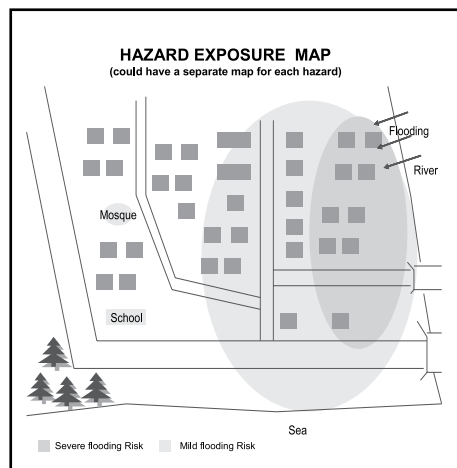 HAZARD EXPOSURE MAP
(could have a separate map for each hazard)
Flooding
River
Mosque
School
Sea
Severe flooding Risk
Mild flooding Risk